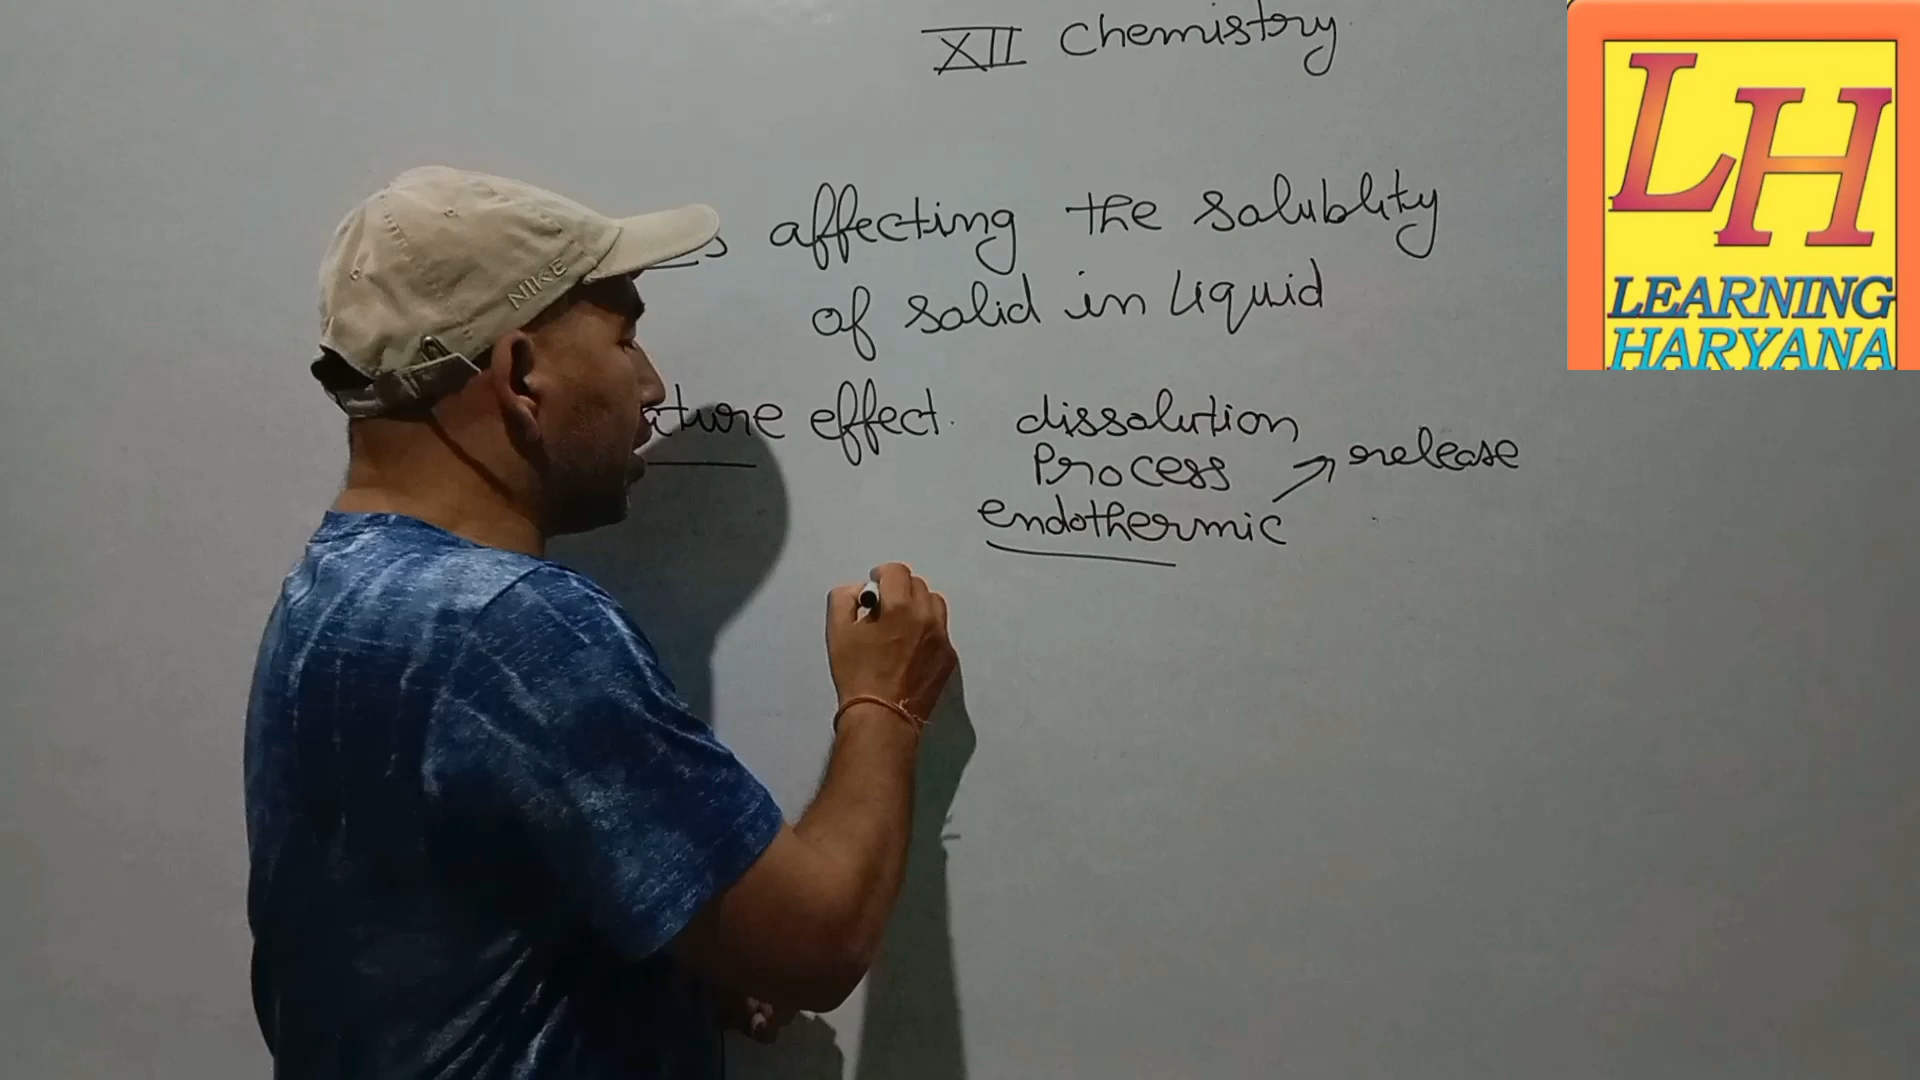 XII Chemistry
affecting the solublity
of solid in liquid
effect. dissolution
Process → release
endothermic
NIKE
LH
LEARNING
HARYANA